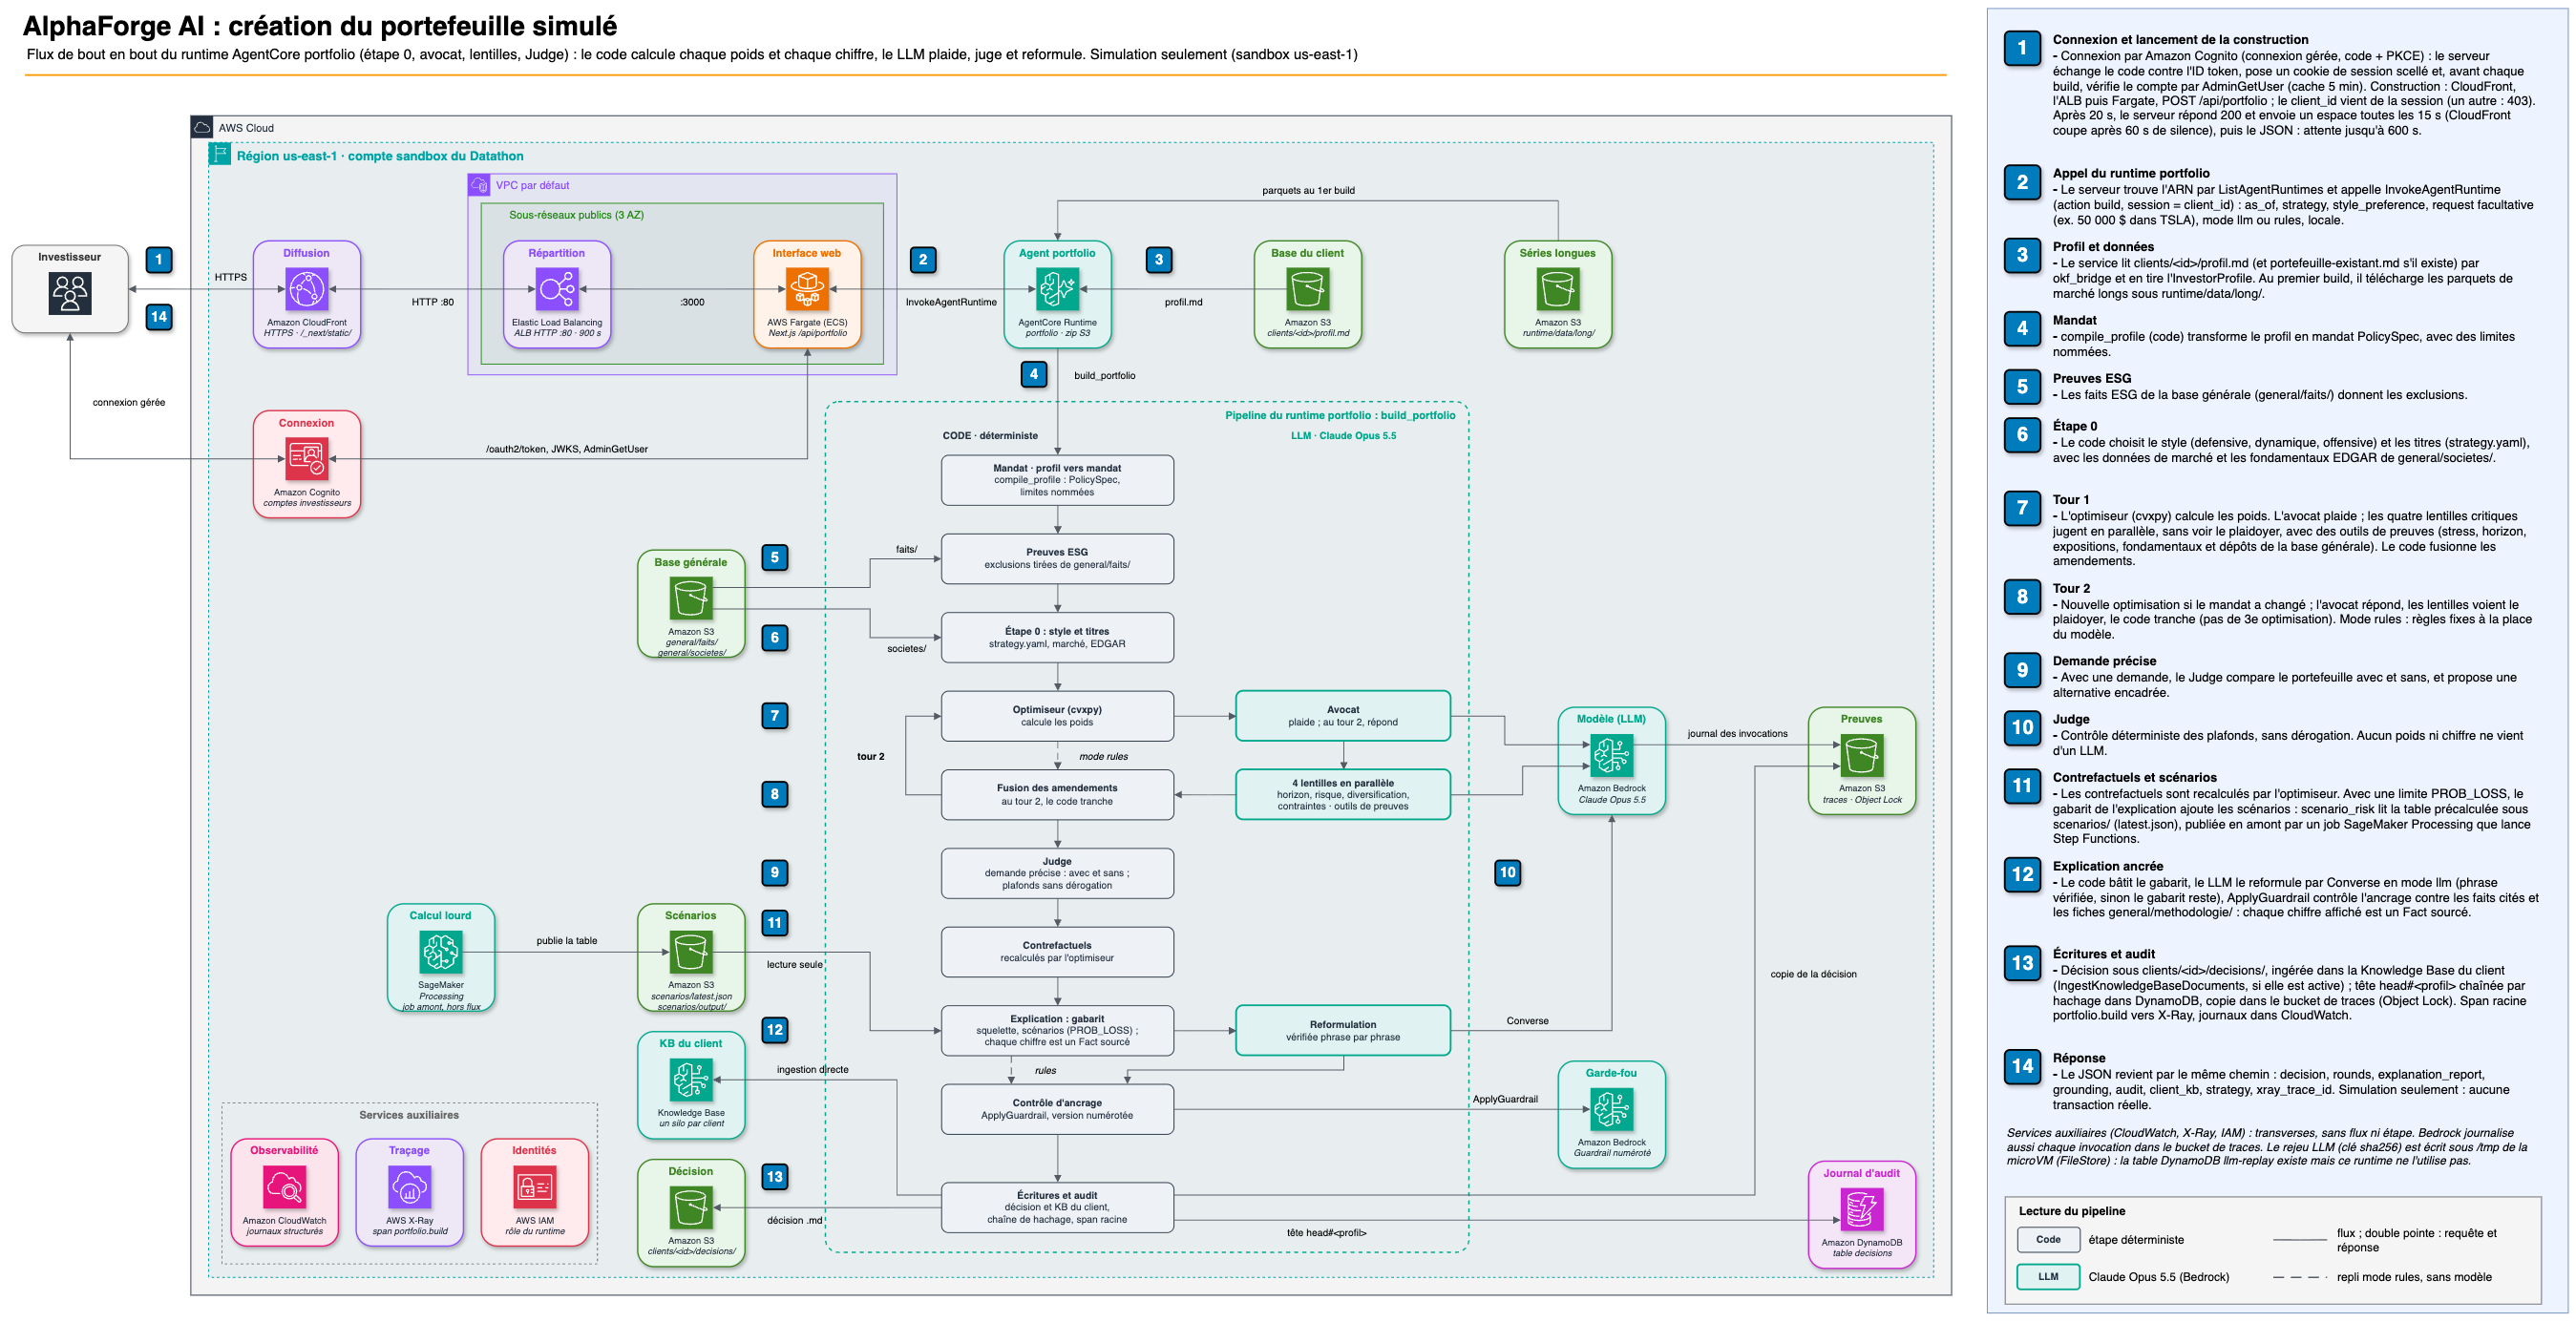 AlphaForge AI : création du portefeuille simulé
Flux de bout en bout du runtime AgentCore portfolio (étape 0, avocat, lentilles, Judge) : le code calcule chaque poids et chaque chiffre, le LLM plaide, juge et reformule. Simulation seulement (sandbox us-east-1)
AWS Cloud
Région us-east-1 · compte sandbox du Datathon
VPC par défaut
Sous-réseaux publics (3 AZ)
parquets au 1er build
Investisseur
1
14
HTTPS
Diffusion
Amazon CloudFront
HTTPS · /_next/static/
HTTP :80
Répartition
Elastic Load Balancing
ALB HTTP :80 · 900 s
:3000
Interface web
AWS Fargate (ECS)
Next.js /api/portfolio
2
InvokeAgentRuntime
Agent portfolio
AgentCore Runtime
portfolio · zip S3
3
profil.md
Base du client
Amazon S3
clients/<id>/profil.md
Séries longues
Amazon S3
runtime/data/long/
4
build_portfolio
connexion gérée
Connexion
Amazon Cognito
comptes investisseurs
/oauth2/token, JWKS, AdminGetUser
Pipeline du runtime portfolio : build_portfolio
CODE · déterministe
LLM · Claude Opus 5.5
Mandat · profil vers mandat
compile_profile : PolicySpec,
limites nommées
Base générale
Amazon S3
general/faits/
general/societes/
5
faits/
6
societes/
Preuves ESG
exclusions tirées de general/faits/
Étape 0 : style et titres
strategy.yaml, marché, EDGAR
7
Optimiseur (cvxpy)
calcule les poids
Avocat
plaide ; au tour 2, répond
tour 2
mode rules
8
Fusion des amendements
au tour 2, le code tranche
4 lentilles en parallèle
horizon, risque, diversification,
contraintes · outils de preuves
Modèle (LLM)
Amazon Bedrock
Claude Opus 5.5
journal des invocations
Preuves
Amazon S3
traces · Object Lock
9
Judge
demande précise : avec et sans ;
plafonds sans dérogation
10
Calcul lourd
SageMaker
Processing
job amont, hors flux
publie la table
Scénarios
Amazon S3
scenarios/latest.json
scenarios/output/
11
lecture seule
Contrefactuels
recalculés par l'optimiseur
copie de la décision
Explication : gabarit
squelette, scénarios (PROB_LOSS) ;
chaque chiffre est un Fact sourcé
Reformulation
vérifiée phrase par phrase
Converse
12
KB du client
Knowledge Base
un silo par client
ingestion directe
rules
Contrôle d'ancrage
ApplyGuardrail, version numérotée
ApplyGuardrail
Garde-fou
Amazon Bedrock
Guardrail numéroté
Services auxiliaires
Observabilité
Amazon CloudWatch
journaux structurés
Traçage
AWS X-Ray
span portfolio.build
Identités
AWS IAM
rôle du runtime
Décision
Amazon S3
clients/<id>/decisions/
13
décision .md
Écritures et audit
décision et KB du client,
chaîne de hachage, span racine
tête head#<profil>
Journal d'audit
Amazon DynamoDB
table decisions
1
Connexion et lancement de la construction
- Connexion par Amazon Cognito (connexion gérée, code + PKCE) : le serveur
échange le code contre l'ID token, pose un cookie de session scellé et, avant chaque
build, vérifie le compte par AdminGetUser (cache 5 min). Construction : CloudFront,
l'ALB puis Fargate, POST /api/portfolio ; le client_id vient de la session (un autre : 403).
Après 20 s, le serveur répond 200 et envoie un espace toutes les 15 s (CloudFront
coupe après 60 s de silence), puis le JSON : attente jusqu'à 600 s.
2
Appel du runtime portfolio
- Le serveur trouve l'ARN par ListAgentRuntimes et appelle InvokeAgentRuntime
(action build, session = client_id) : as_of, strategy, style_preference, request facultative
(ex. 50 000 $ dans TSLA), mode llm ou rules, locale.
3
Profil et données
- Le service lit clients/<id>/profil.md (et portefeuille-existant.md s'il existe) par
okf_bridge et en tire l'InvestorProfile. Au premier build, il télécharge les parquets de
marché longs sous runtime/data/long/.
4
Mandat
- compile_profile (code) transforme le profil en mandat PolicySpec, avec des limites
nommées.
5
Preuves ESG
- Les faits ESG de la base générale (general/faits/) donnent les exclusions.
6
Étape 0
- Le code choisit le style (defensive, dynamique, offensive) et les titres (strategy.yaml),
avec les données de marché et les fondamentaux EDGAR de general/societes/.
7
Tour 1
- L'optimiseur (cvxpy) calcule les poids. L'avocat plaide ; les quatre lentilles critiques
jugent en parallèle, sans voir le plaidoyer, avec des outils de preuves (stress, horizon,
expositions, fondamentaux et dépôts de la base générale). Le code fusionne les
amendements.
8
Tour 2
- Nouvelle optimisation si le mandat a changé ; l'avocat répond, les lentilles voient le
plaidoyer, le code tranche (pas de 3e optimisation). Mode rules : règles fixes à la place
du modèle.
9
Demande précise
- Avec une demande, le Judge compare le portefeuille avec et sans, et propose une
alternative encadrée.
10
Judge
- Contrôle déterministe des plafonds, sans dérogation. Aucun poids ni chiffre ne vient
d'un LLM.
11
Contrefactuels et scénarios
- Les contrefactuels sont recalculés par l'optimiseur. Avec une limite PROB_LOSS, le
gabarit de l'explication ajoute les scénarios : scenario_risk lit la table précalculée sous
scenarios/ (latest.json), publiée en amont par un job SageMaker Processing que lance
Step Functions.
12
Explication ancrée
- Le code bâtit le gabarit, le LLM le reformule par Converse en mode llm (phrase
vérifiée, sinon le gabarit reste), ApplyGuardrail contrôle l'ancrage contre les faits cités et
les fiches general/methodologie/ : chaque chiffre affiché est un Fact sourcé.
13
Écritures et audit
- Décision sous clients/<id>/decisions/, ingérée dans la Knowledge Base du client
(IngestKnowledgeBaseDocuments, si elle est active) ; tête head#<profil> chaînée par
hachage dans DynamoDB, copie dans le bucket de traces (Object Lock). Span racine
portfolio.build vers X-Ray, journaux dans CloudWatch.
14
Réponse
- Le JSON revient par le même chemin : decision, rounds, explanation_report,
grounding, audit, client_kb, strategy, xray_trace_id. Simulation seulement : aucune
transaction réelle.
Services auxiliaires (CloudWatch, X-Ray, IAM) : transverses, sans flux ni étape. Bedrock journalise
aussi chaque invocation dans le bucket de traces. Le rejeu LLM (clé sha256) est écrit sous /tmp de la
microVM (FileStore) : la table DynamoDB llm-replay existe mais ce runtime ne l'utilise pas.
Lecture du pipeline
Code
étape déterministe
flux ; double pointe : requête et
réponse
LLM
Claude Opus 5.5 (Bedrock)
repli mode rules, sans modèle